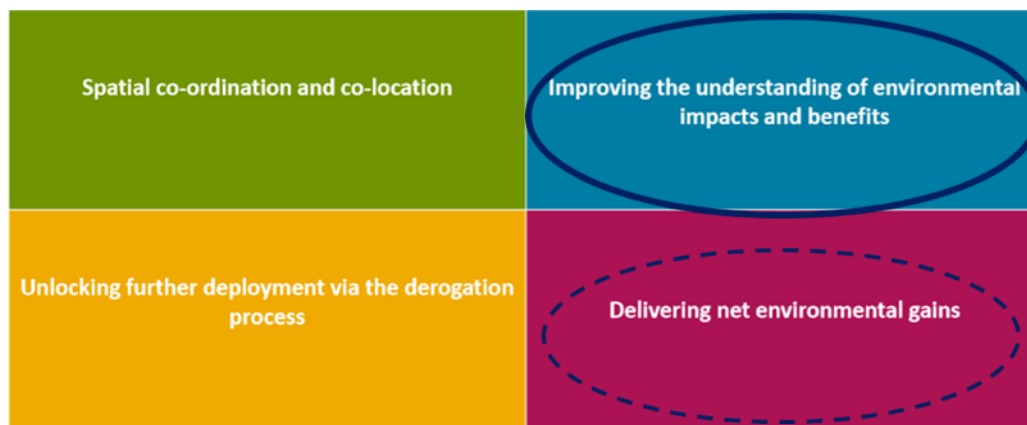 Spatial co-ordination and co-location
Improving the understanding of environmental
impacts and benefits
Unlocking further deployment via the derogation
process
Delivering net environmental gains